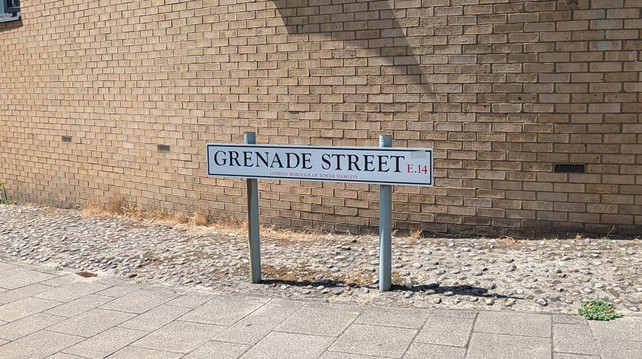 GRENADE STREET E.14
LONDON BOROUGH OF TOWER HAMLETS